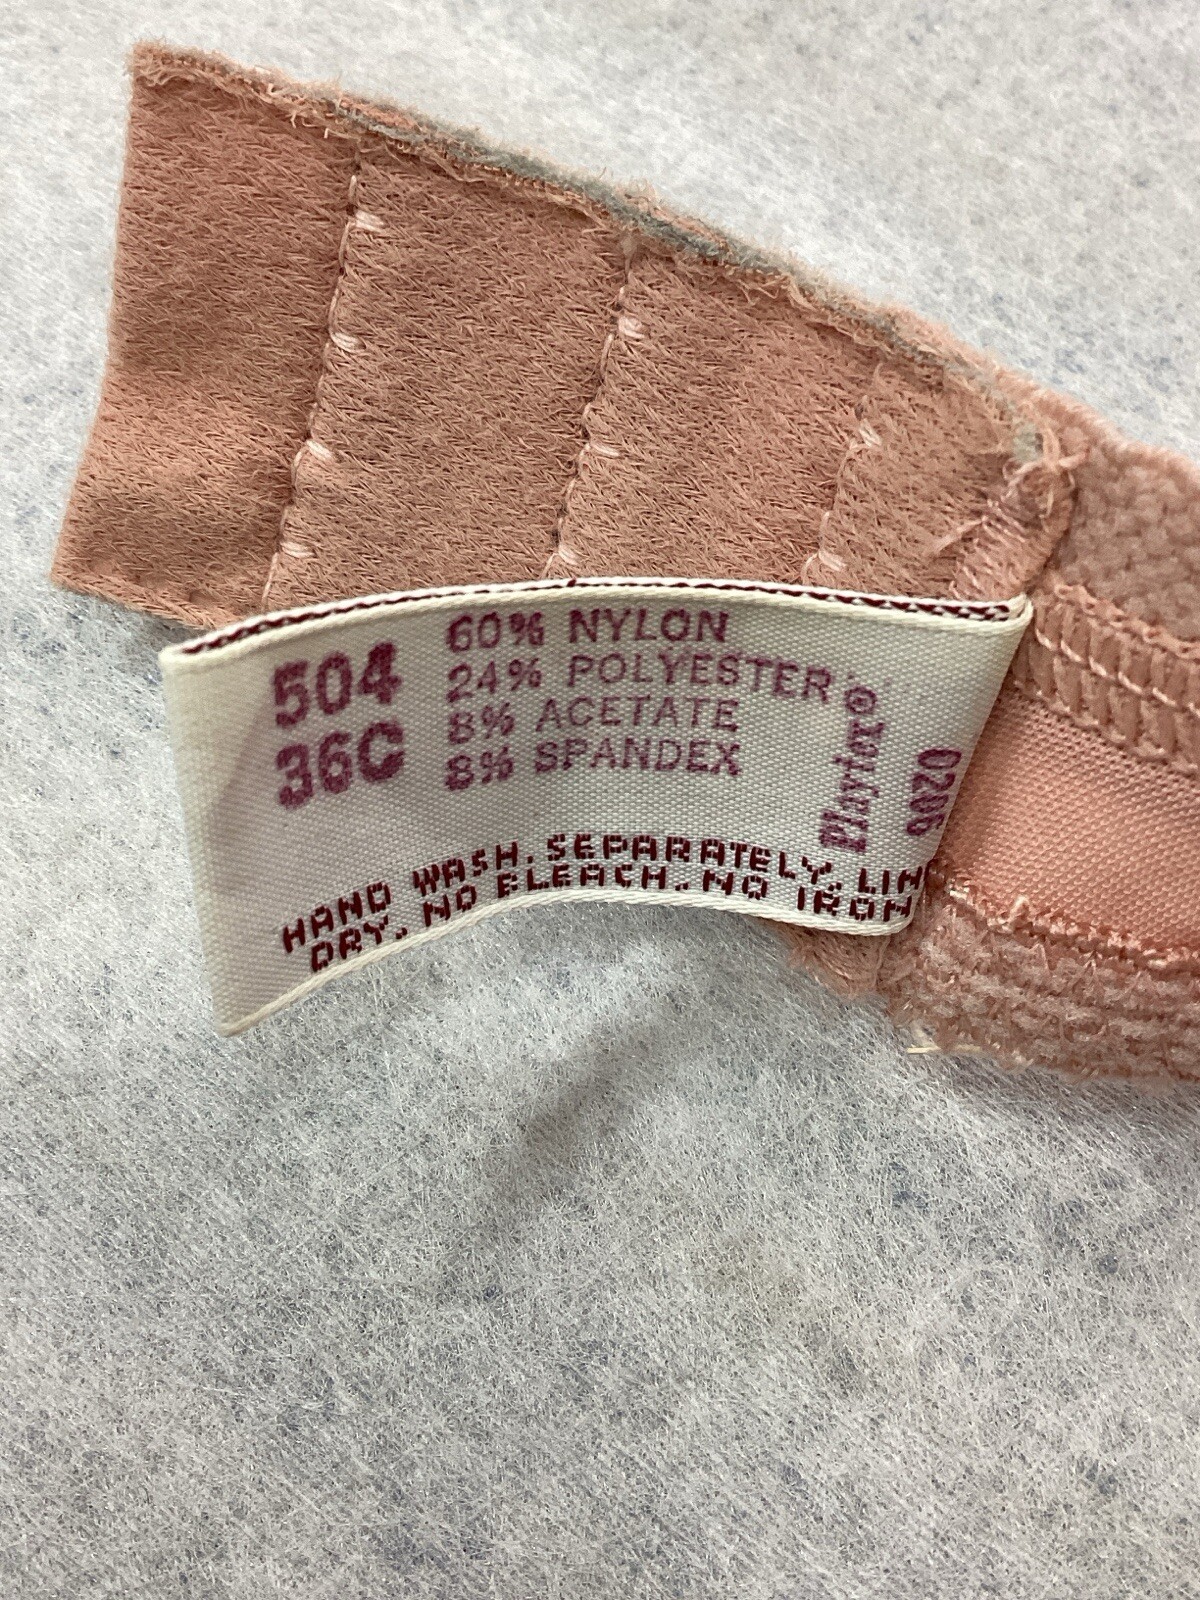 504
36C
60% NYLON
24% POLYESTER
8% ACETATE
8% SPANDEX
Playtex®
0206
HAND WASH. SEPARATELY. LIN
DRY. NO BLEACH. NO IRON